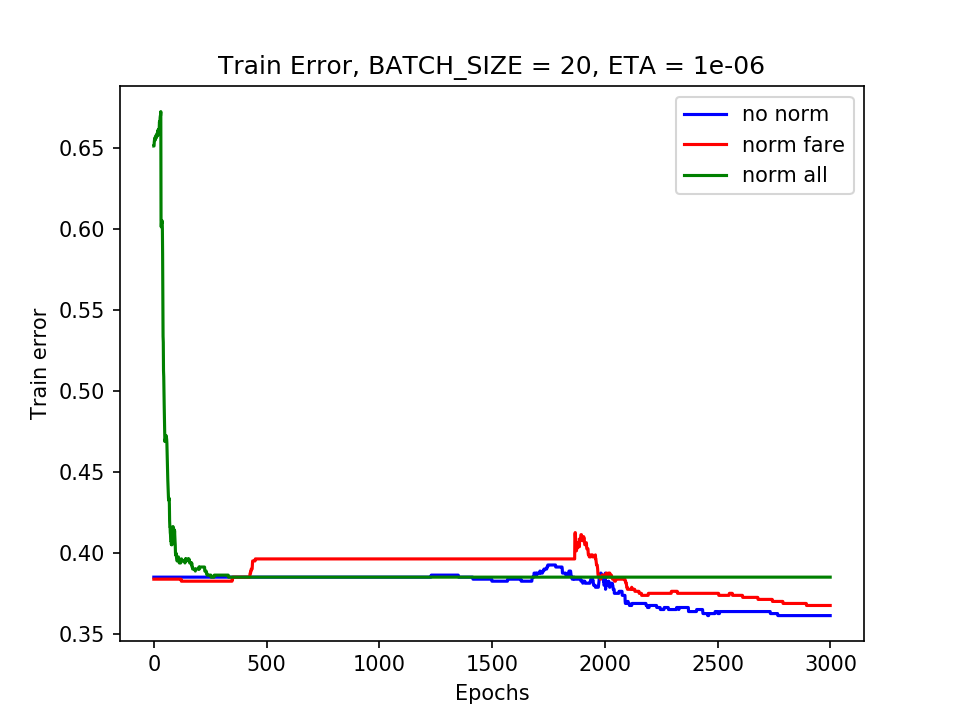 Train Error, BATCH_SIZE = 20, ETA = 1e-06
no norm
norm fare
norm all
Train error
0.65
0.60
0.55
0.50
0.45
0.40
0.35
0 500 1000 1500 2000 2500 3000
Epochs